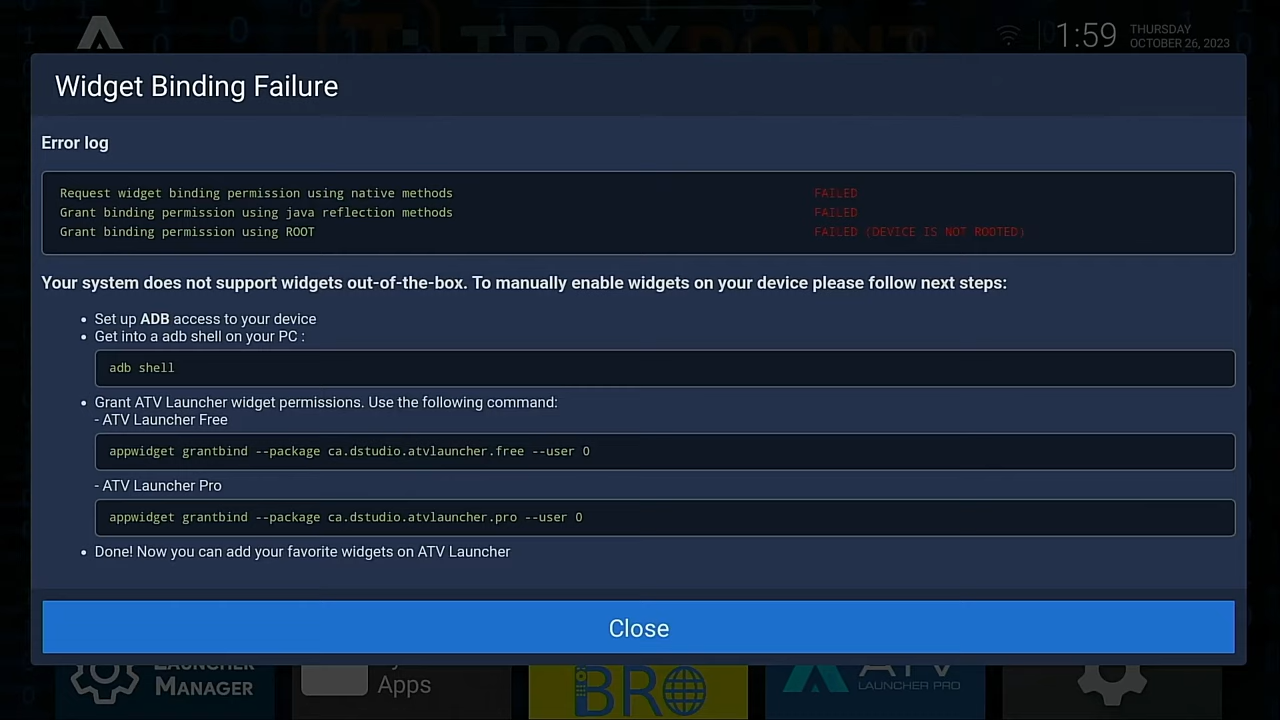 TROYPOINT
1:59
THURSDAY
OCTOBER 26, 2023
Widget Binding Failure
Error log
Request widget binding permission using native methods FAILED
Grant binding permission using java reflection methods FAILED
Grant binding permission using ROOT FAILED (DEVICE IS NOT ROOTED)
Your system does not support widgets out-of-the-box. To manually enable widgets on your device please follow next steps:
• Set up ADB access to your device
• Get into a adb shell on your PC :
adb shell
• Grant ATV Launcher widget permissions. Use the following command:
- ATV Launcher Free
appwidget grantbind --package ca.dstudio.atvlauncher.free --user 0
- ATV Launcher Pro
appwidget grantbind --package ca.dstudio.atvlauncher.pro --user 0
• Done! Now you can add your favorite widgets on ATV Launcher
Close
LAUNCHER
MANAGER
Apps
BR
ATV
LAUNCHER PRO